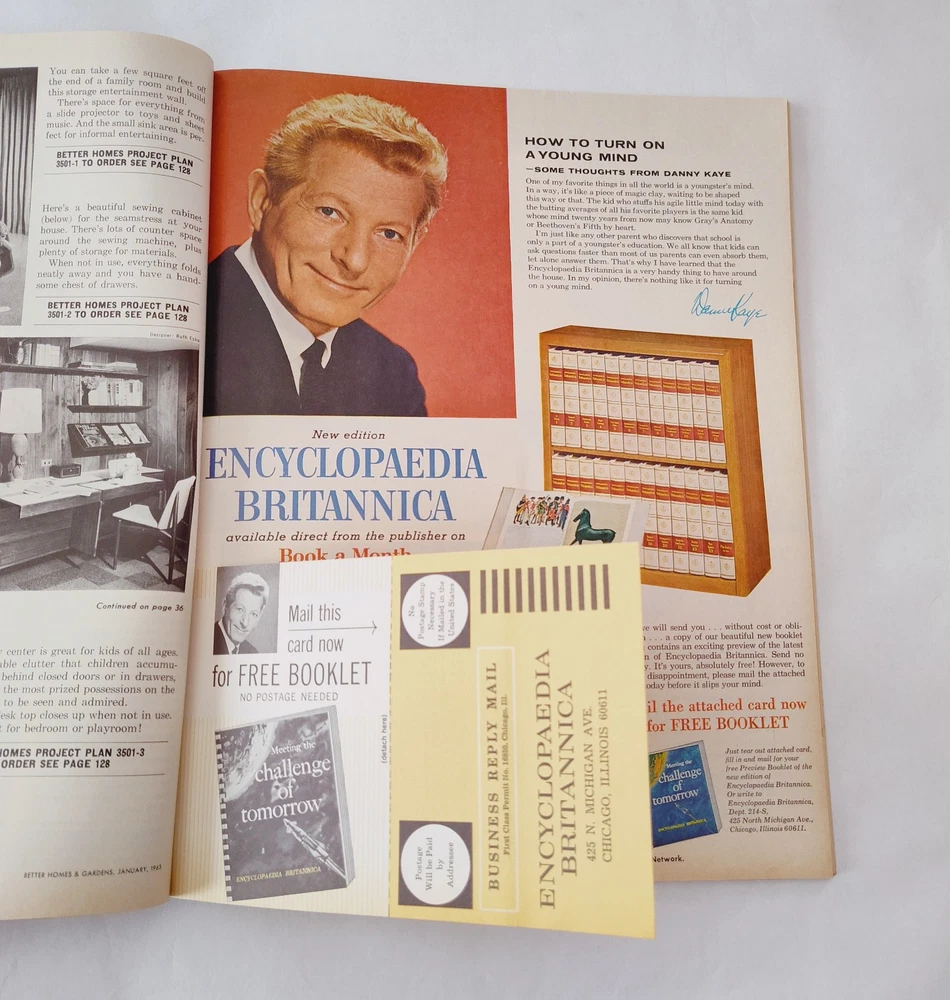 You can take a few square feet off
the end of a family room and build
this storage entertainment wall.
There's space for everything from
a slide projector to toys and sheet
music. And the small sink area is per-
fect for informal entertaining.
BETTER HOMES PROJECT PLAN
3501-1 TO ORDER SEE PAGE 128
Here's a beautiful sewing cabinet
(below) for the seamstress at your
house. There's lots of counter space
around the sewing machine, plus
plenty of storage for materials.
When not in use, everything folds
neatly away and you have a hand-
some chest of drawers.
BETTER HOMES PROJECT PLAN
3501-2 TO ORDER SEE PAGE 128
Designer: Ruth
Continued on page 36
center is great for kids of all ages.
able clutter that children accumu-
behind closed doors or in drawers,
the most prized possessions on the
to be seen and admired.
desk top closes up when not in use.
t for bedroom or playroom!
MES PROJECT PLAN 3501-3
DER SEE PAGE 128
BETTER HOMES & GARDENS, JANUARY, 1963
HOW TO TURN ON
A YOUNG MIND
—SOME THOUGHTS FROM DANNY KAYE
One of my favorite things in all the world is a youngster's mind.
In a way, it's like a piece of magic clay, waiting to be shaped
this way or that. The kid who stuffs his agile little mind today with
the batting averages of all his favorite players is the same kid
whose mind twenty years from now may know Gray's Anatomy
or Beethoven's Fifth by heart.
I'm just like any other parent who discovers that school is
only a part of a youngster's education. We all know that kids can
ask questions faster than most of us parents can even absorb them,
let alone answer them. That's why I have learned that the
Encyclopaedia Britannica is a very handy thing to have around
the house. In my opinion, there's nothing like it for turning
on a young mind.
Danny Kaye
New edition
ENCYCLOPAEDIA
BRITANNICA
available direct from the publisher on
Book a Month
we will send you . . . without cost or obli-
. . . a copy of our beautiful new booklet
contains an exciting preview of the latest
n of Encyclopaedia Britannica. Send no
y. It's yours, absolutely free! However, to
disappointment, please mail the attached
oday before it slips your mind.
il the attached card now
for FREE BOOKLET
Meeting the
challenge
of
tomorrow
ENCYCLOPAEDIA BRITANNICA
Just tear out attached card,
fill in and mail for your
free Preview Booklet of the
new edition of
Encyclopaedia Britannica.
Or write to
Encyclopaedia Britannica,
Dept. 214-S,
425 North Michigan Ave.,
Chicago, Illinois 60611.
Network.
Mail this
card now
for FREE BOOKLET
NO POSTAGE NEEDED
Meeting the
challenge
of
tomorrow
ENCYCLOPAEDIA BRITANNICA
(detach here)
No
Postage Stamp
Necessary
If Mailed in the
United States
Postage
Will be Paid
by
Addressee
BUSINESS REPLY MAIL
First Class Permit No. Chicago, Ill.
ENCYCLOPAEDIA
BRITANNICA
425 N. MICHIGAN AVE.
CHICAGO, ILLINOIS 60611